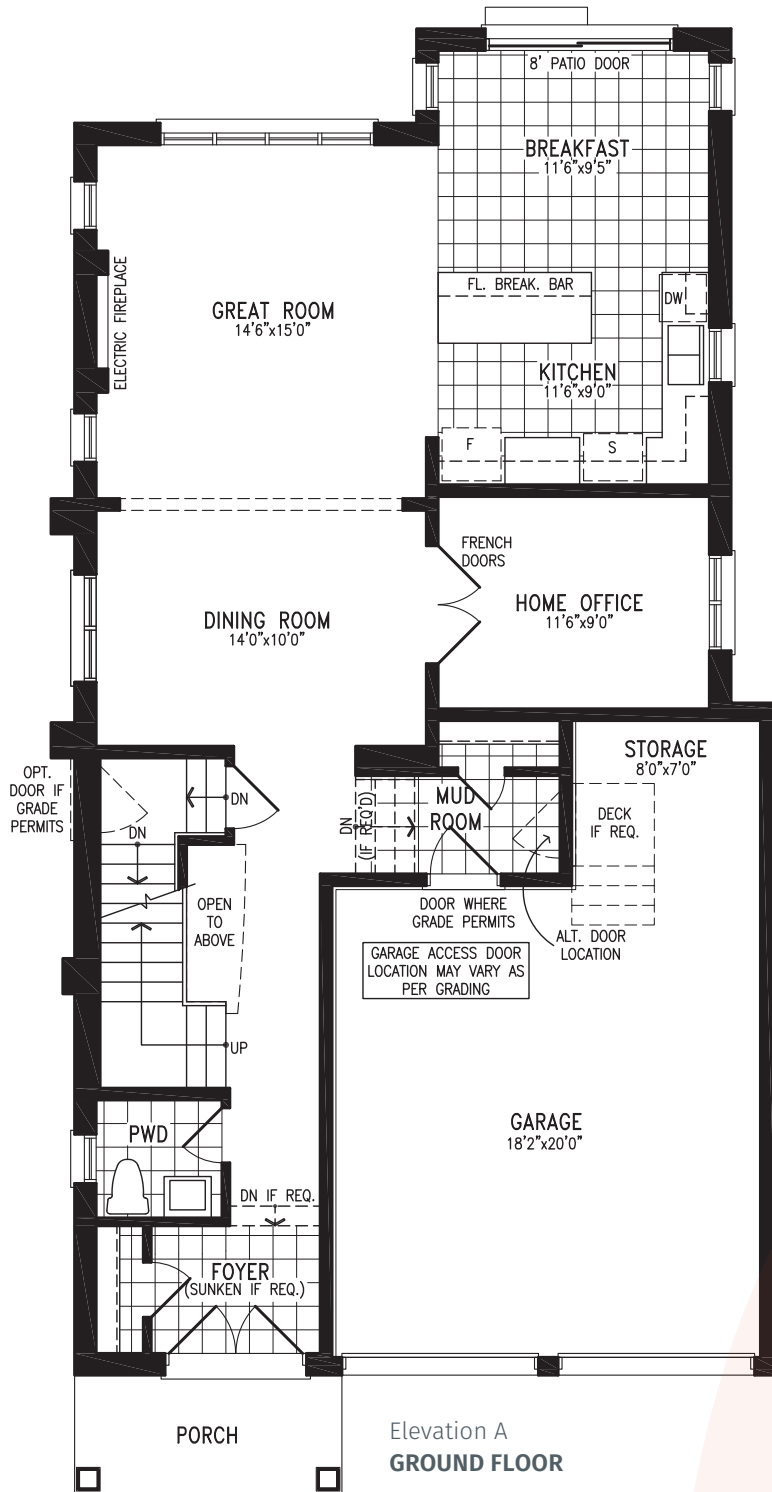 8' PATIO DOOR
BREAKFAST
11'6"x9'5"
ELECTRIC FIREPLACE
GREAT ROOM
14'6"x15'0"
FL. BREAK. BAR
DW
KITCHEN
11'6"x9'0"
F
S
FRENCH
DOORS
DINING ROOM
14'0"x10'0"
HOME OFFICE
11'6"x9'0"
OPT.
DOOR IF
GRADE
PERMITS
DN
DN
DN
(IF REQ'D)
MUD
ROOM
STORAGE
8'0"x7'0"
DECK
IF REQ.
OPEN
TO
ABOVE
DOOR WHERE
GRADE PERMITS
ALT. DOOR
LOCATION
GARAGE ACCESS DOOR
LOCATION MAY VARY AS
PER GRADING
UP
GARAGE
18'2"x20'0"
PWD
DN IF REQ.
FOYER
(SUNKEN IF REQ.)
PORCH
Elevation A
GROUND FLOOR